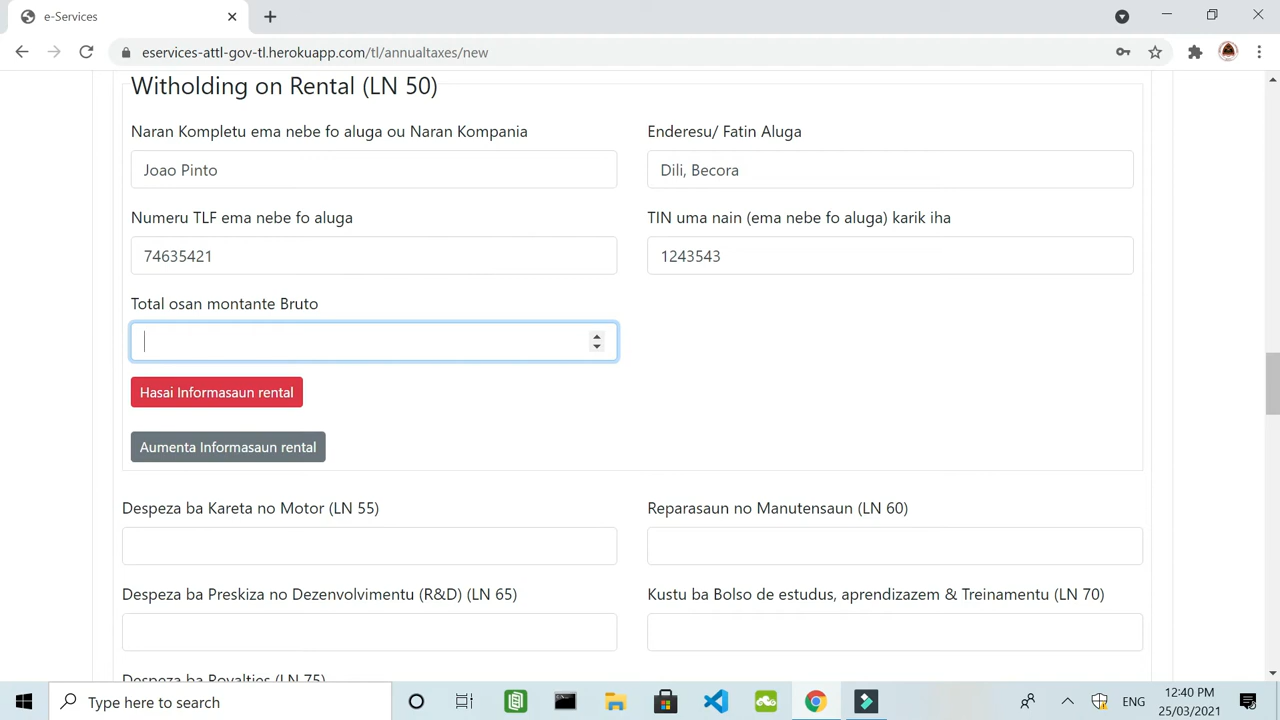 e-Services
eservices-attl-gov-tl.herokuapp.com/tl/annualtaxes/new
Witholding on Rental (LN 50)
Naran Kompletu ema nebe fo aluga ou Naran Kompania
Enderesu/ Fatin Aluga
Joao Pinto
Dili, Becora
Numeru TLF ema nebe fo aluga
TIN uma nain (ema nebe fo aluga) karik iha
74635421
1243543
Total osan montante Bruto
Hasai Informasaun rental
Aumenta Informasaun rental
Despeza ba Kareta no Motor (LN 55)
Reparasaun no Manutensaun (LN 60)
Despeza ba Preskiza no Dezenvolvimentu (R&D) (LN 65)
Kustu ba Bolso de estudus, aprendizazem & Treinamentu (LN 70)
Despeza ba Royalties (LN 75)
Type here to search
ENG
12:40 PM
25/03/2021